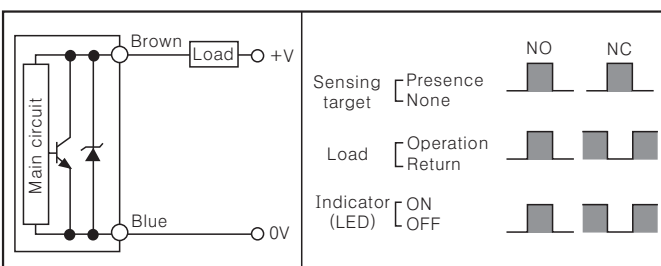 Brown
Load
+V
Main circuit
Blue
0V
NO NC
Sensing target
Presence
None
Load
Operation
Return
Indicator (LED)
ON
OFF